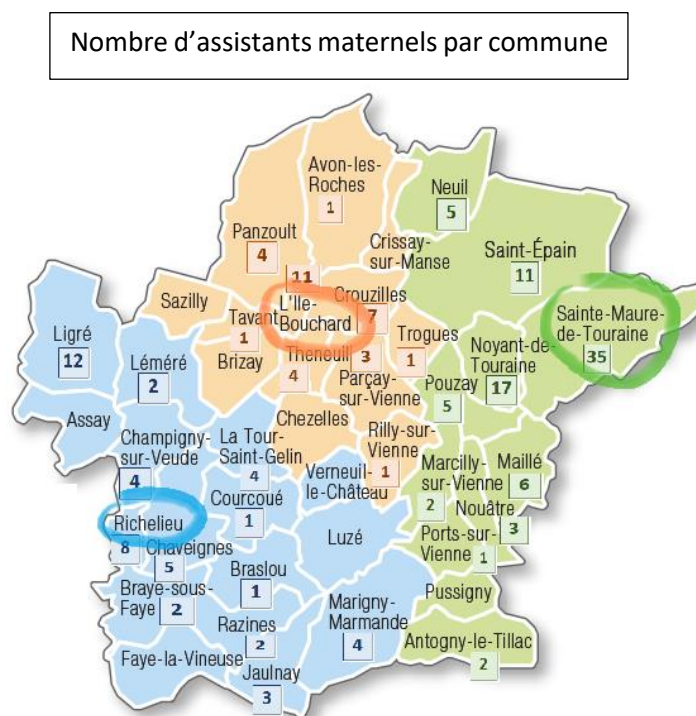 Nombre d’assistants maternels par commune
Avon-les-
Roches
1
Neuil
5
Panzoult
4
Crissay-
sur-Manse
Saint-Épain
11
11
L'Ile-
Bouchard
Crouzilles
7
Sazilly
Tavant
1
Sainte-Maure-
de-Touraine
35
Ligré
12
Léméré
2
Brizay
Theneuil
4
3
Parçay-
sur-Vienne
Trogues
1
Noyant-de-
Touraine
17
Pouzay
5
Assay
Chezelles
Champigny-
sur-Veude
4
La Tour-
Saint-Gelin
4
Rilly-sur-
Vienne
1
Verneuil-
le-Château
Marcilly-
sur-Vienne
2
Maillé
6
Nouâtre
3
Richelieu
8
Courcoué
1
Luzé
Ports-sur-
Vienne
1
Chaveignes
5
Braslou
1
Braye-sous-
Faye
2
Marigny-
Marmande
4
Pussigny
Razines
2
Antogny-le-Tillac
2
Faye-la-Vineuse
Jaulnay
3